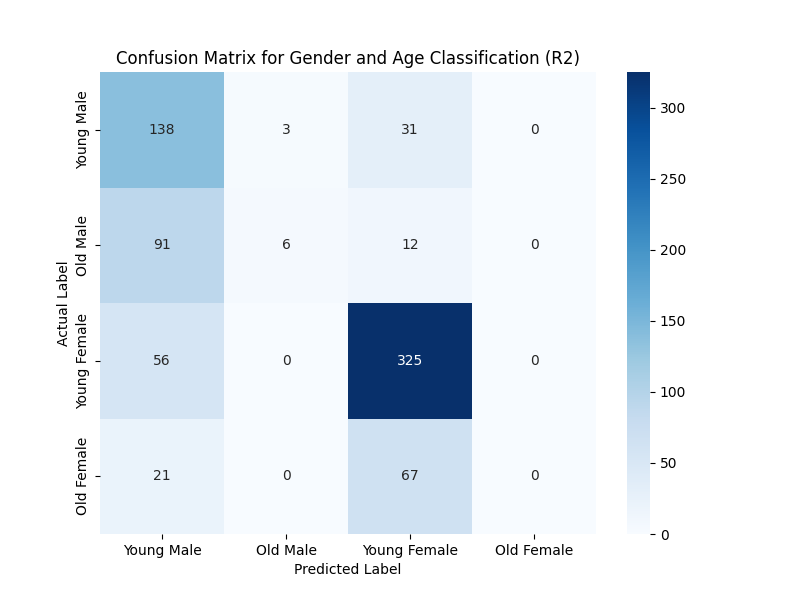 Confusion Matrix for Gender and Age Classification (R2)
Actual Label
Young Male
138 3 31 0
Old Male
91 6 12 0
Young Female
56 0 325 0
Old Female
21 0 67 0
Young Male Old Male Young Female Old Female
Predicted Label
300
250
200
150
100
50
0